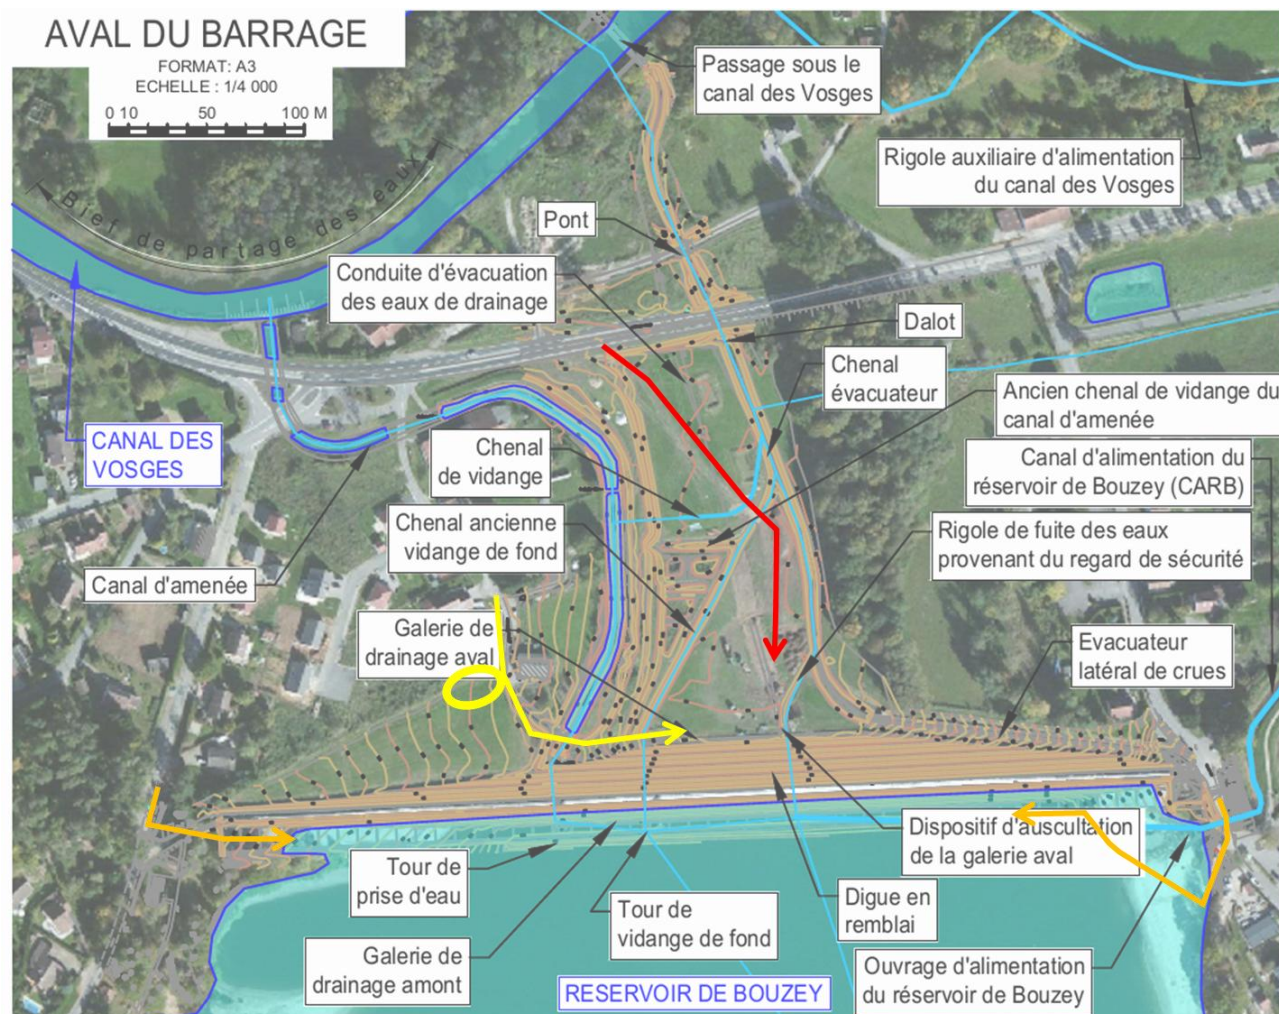 AVAL DU BARRAGE
FORMAT: A3
ECHELLE : 1/4 000
0 10 50 100 M
Bief de partage des eaux
Passage sous le
canal des Vosges
Rigole auxiliaire d'alimentation
du canal des Vosges
Pont
Conduite d'évacuation
des eaux de drainage
Dalot
Chenal
évacuateur
Ancien chenal de vidange du
canal d'amenée
CANAL DES
VOSGES
Chenal
de vidange
Canal d'alimentation du
réservoir de Bouzey (CARB)
Chenal ancienne
vidange de fond
Rigole de fuite des eaux
provenant du regard de sécurité
Canal d'amenée
Galerie de
drainage aval
Evacuateur
latéral de crues
Dispositif d'auscultation
de la galerie aval
Tour de
prise d'eau
Digue en
remblai
Tour de
vidange de fond
Galerie de
drainage amont
Ouvrage d'alimentation
du réservoir de Bouzey
RESERVOIR DE BOUZEY